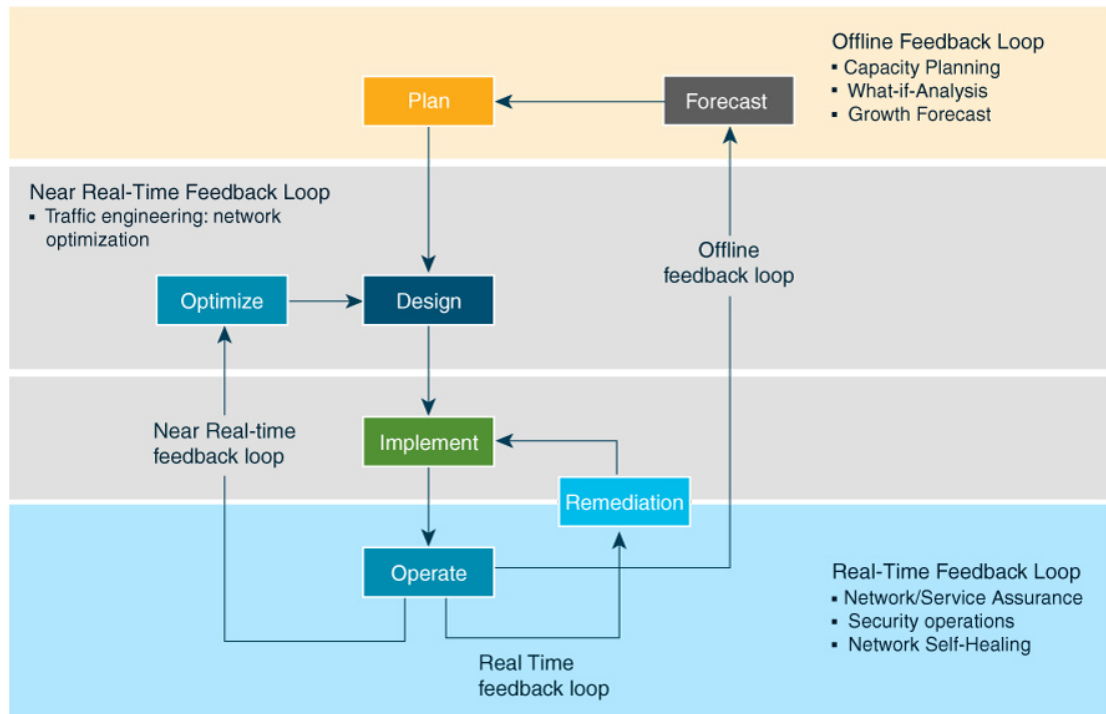 Offline Feedback Loop
▪ Capacity Planning
▪ What-if-Analysis
▪ Growth Forecast
Plan
Forecast
Near Real-Time Feedback Loop
▪ Traffic engineering: network
optimization
Offline
feedback loop
Optimize
Design
Near Real-time
feedback loop
Implement
Remediation
Operate
Real-Time Feedback Loop
▪ Network/Service Assurance
▪ Security operations
▪ Network Self-Healing
Real Time
feedback loop